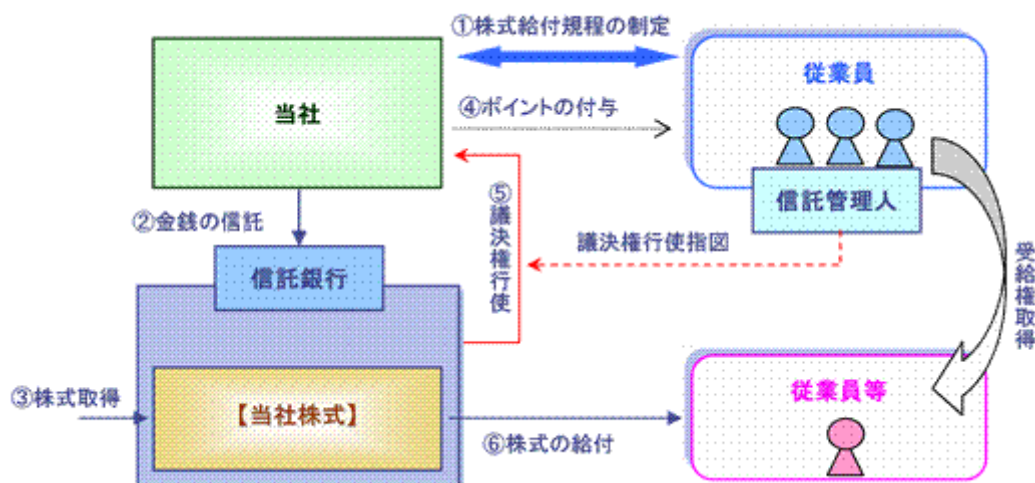 ①株式給付規程の制定
従業員
当社
④ポイントの付与
信託管理人
②金銭の信託
⑤議決権行使
議決権行使指図
受給権取得
信託銀行
③株式取得
【当社株式】
従業員等
⑥株式の給付